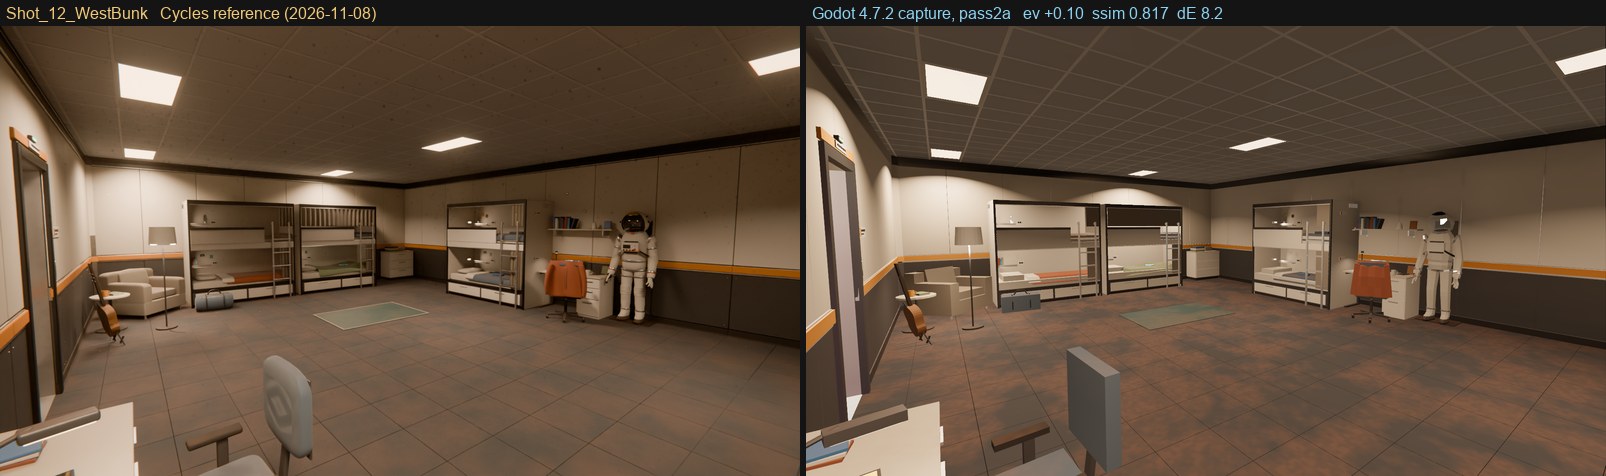 Shot_12_WestBunk Cycles reference (2026-11-08)
Godot 4.7.2 capture, pass2a ev +0.10 ssim 0.817 dE 8.2